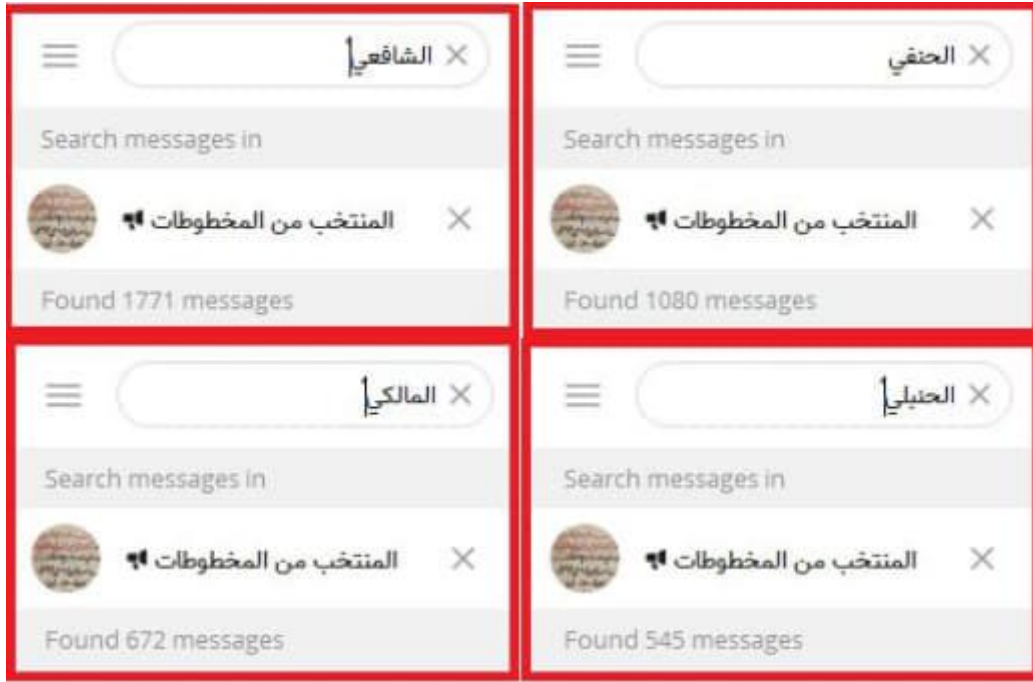 الشافعي
Search messages in
المنتخب من المخطوطات
Found 1771 messages
الحنفي
Search messages in
المنتخب من المخطوطات
Found 1080 messages
المالكي
Search messages in
المنتخب من المخطوطات
Found 672 messages
الحنبلي
Search messages in
المنتخب من المخطوطات
Found 545 messages